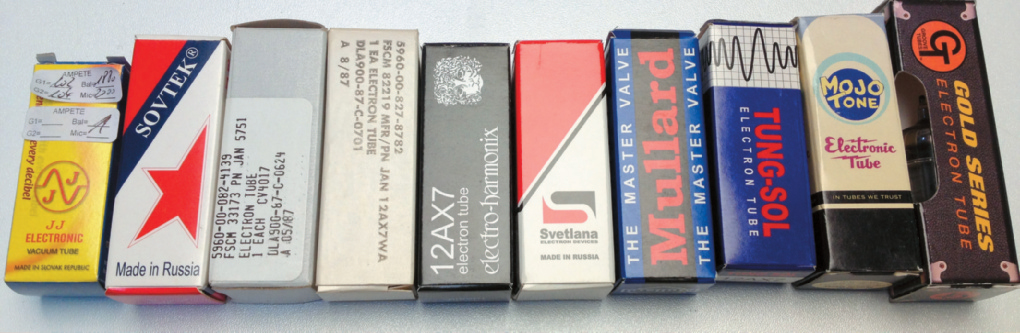 AMPETE
G1=
Bal=
G2=
Mic=
AMPETE
G1=
Bal= A
G2=
Mic=
every decibel
JJ
JJ
ELECTRONIC
VACUUM TUBE
MADE IN SLOVAK REPUBLIC
SOVTEK®
Made in Russia
5960-00-082-4139
FSCM 33173 PN JAN 5751
ELECTRON TUBE
1 EACH CV4017
DLA900-87-C-0624
A 05/87
5960-00-827-8782
FSCM 82219 MFR/PN JAN 12AX7WA
1 EA ELECTRON TUBE
DLA900-87-C-0701
A 8/87
12AX7
electron tube
electro-harmonix
Svetlana
ELECTRON DEVICES
MADE IN RUSSIA
THE MASTER VALVE
Mullard
THE MASTER VALVE
TUNG-SOL
ELECTRON TUBE
MOJO
TONE
Electronic
Tube
IN TUBES WE TRUST
GT
GOLD SERIES
ELECTRON TUBE